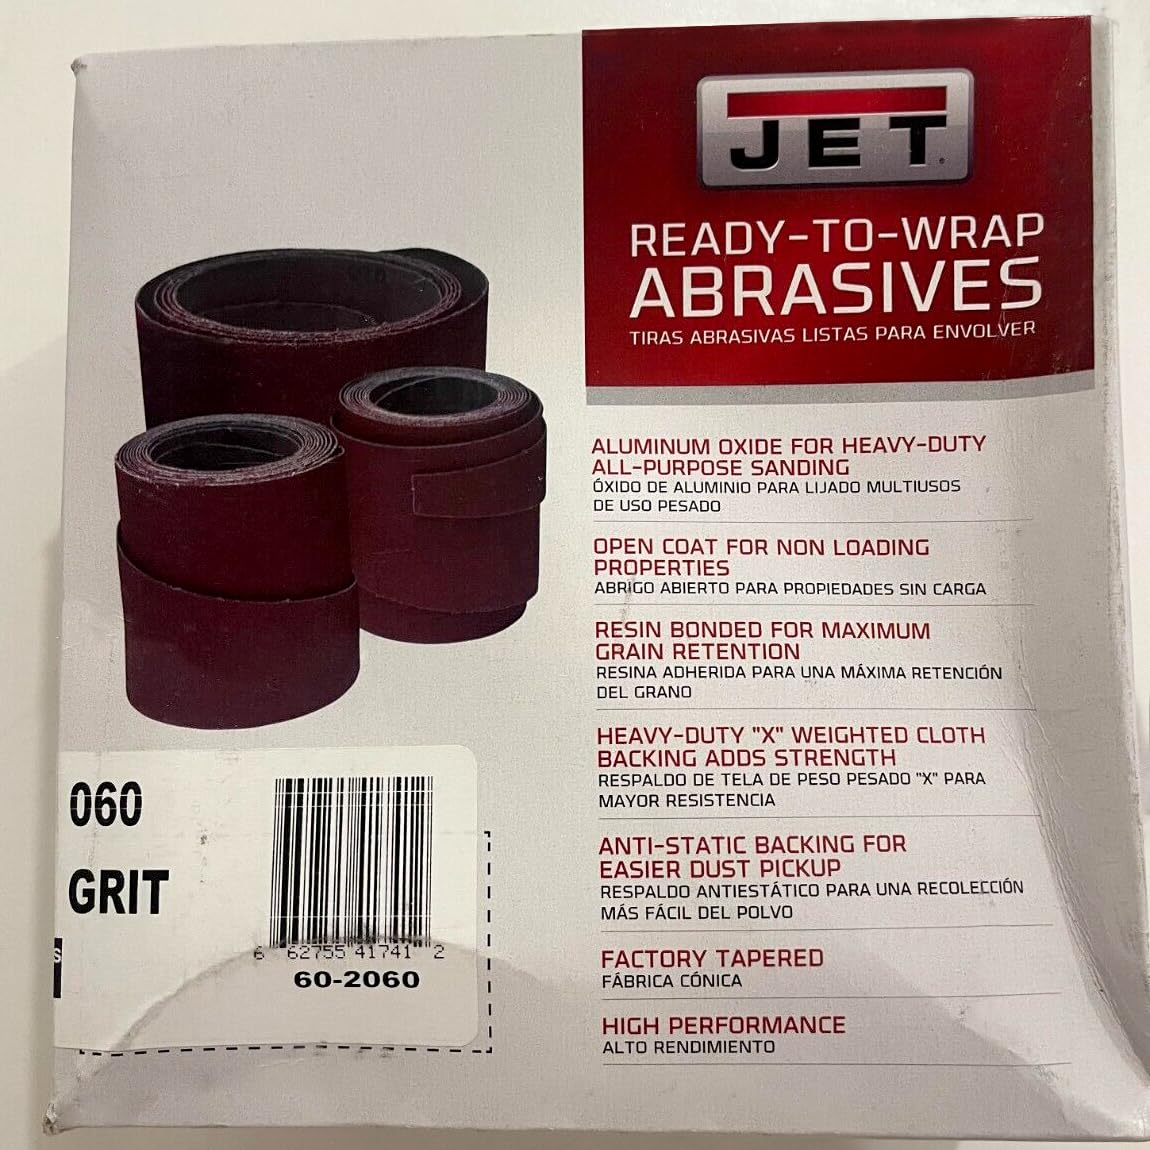 JET
READY-TO-WRAP
ABRASIVES
TIRAS ABRASIVAS LISTAS PARA ENVOLVER
ALUMINUM OXIDE FOR HEAVY-DUTY
ALL-PURPOSE SANDING
ÓXIDO DE ALUMINIO PARA LIJADO MULTIUSOS
DE USO PESADO
OPEN COAT FOR NON LOADING
PROPERTIES
ABRIGO ABIERTO PARA PROPIEDADES SIN CARGA
RESIN BONDED FOR MAXIMUM
GRAIN RETENTION
RESINA ADHERIDA PARA UNA MÁXIMA RETENCIÓN
DEL GRANO
HEAVY-DUTY "X" WEIGHTED CLOTH
BACKING ADDS STRENGTH
RESPALDO DE TELA DE PESO PESADO "X" PARA
MAYOR RESISTENCIA
ANTI-STATIC BACKING FOR
EASIER DUST PICKUP
RESPALDO ANTIESTÁTICO PARA UNA RECOLECCIÓN
MÁS FÁCIL DEL POLVO
FACTORY TAPERED
FÁBRICA CÓNICA
HIGH PERFORMANCE
ALTO RENDIMIENTO
060
GRIT
6 62755 41741 2
60-2060
S